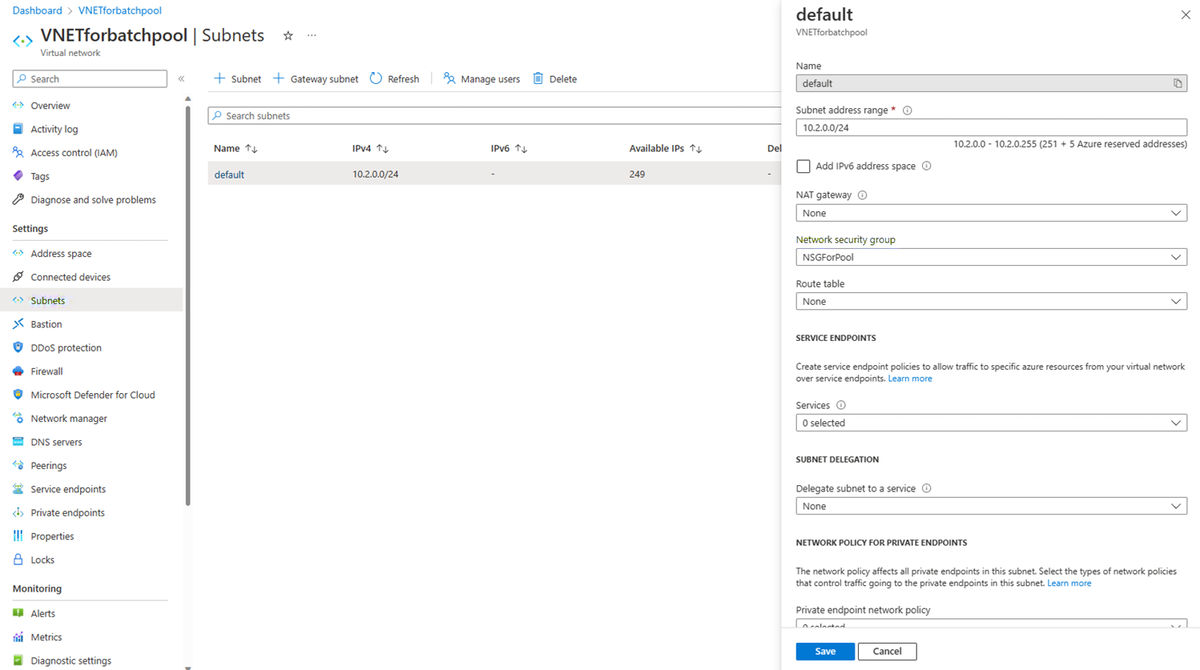 Dashboard > VNETforbatchpool
VNETforbatchpool | Subnets ☆ ...
Virtual network
Search «
Overview
Activity log
Access control (IAM)
Tags
Diagnose and solve problems
Settings
Address space
Connected devices
Subnets
Bastion
DDoS protection
Firewall
Microsoft Defender for Cloud
Network manager
DNS servers
Peerings
Service endpoints
Private endpoints
Properties
Locks
Monitoring
Alerts
Metrics
Diagnostic settings
+ Subnet + Gateway subnet Refresh | Manage users Delete
Search subnets
Name ↑↓ IPv4 ↑↓ IPv6 ↑↓ Available IPs ↑↓ Del
default 10.2.0.0/24 - 249 -
default
VNETforbatchpool
Name
default
Subnet address range *
10.2.0.0/24
10.2.0.0 - 10.2.0.255 (251 + 5 Azure reserved addresses)
Add IPv6 address space
NAT gateway
None
Network security group
NSGForPool
Route table
None
SERVICE ENDPOINTS
Create service endpoint policies to allow traffic to specific azure resources from your virtual network
over service endpoints. Learn more
Services
0 selected
SUBNET DELEGATION
Delegate subnet to a service
None
NETWORK POLICY FOR PRIVATE ENDPOINTS
The network policy affects all private endpoints in this subnet. Select the types of network policies
that control traffic going to the private endpoints in this subnet. Learn more
Private endpoint network policy
0 selected
Save Cancel